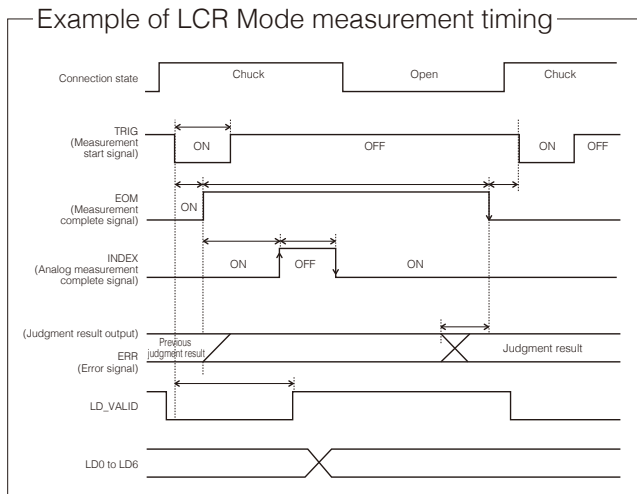 Example of LCR Mode measurement timing
Connection state
Chuck
Open
Chuck
TRIG
(Measurement
start signal)
ON
OFF
ON
OFF
EOM
(Measurement
complete signal)
ON
INDEX
(Analog measurement
complete signal)
ON
OFF
ON
(Judgment result output)
ERR
(Error signal)
Previous
judgment result
Judgment result
LD_VALID
LD0 to LD6